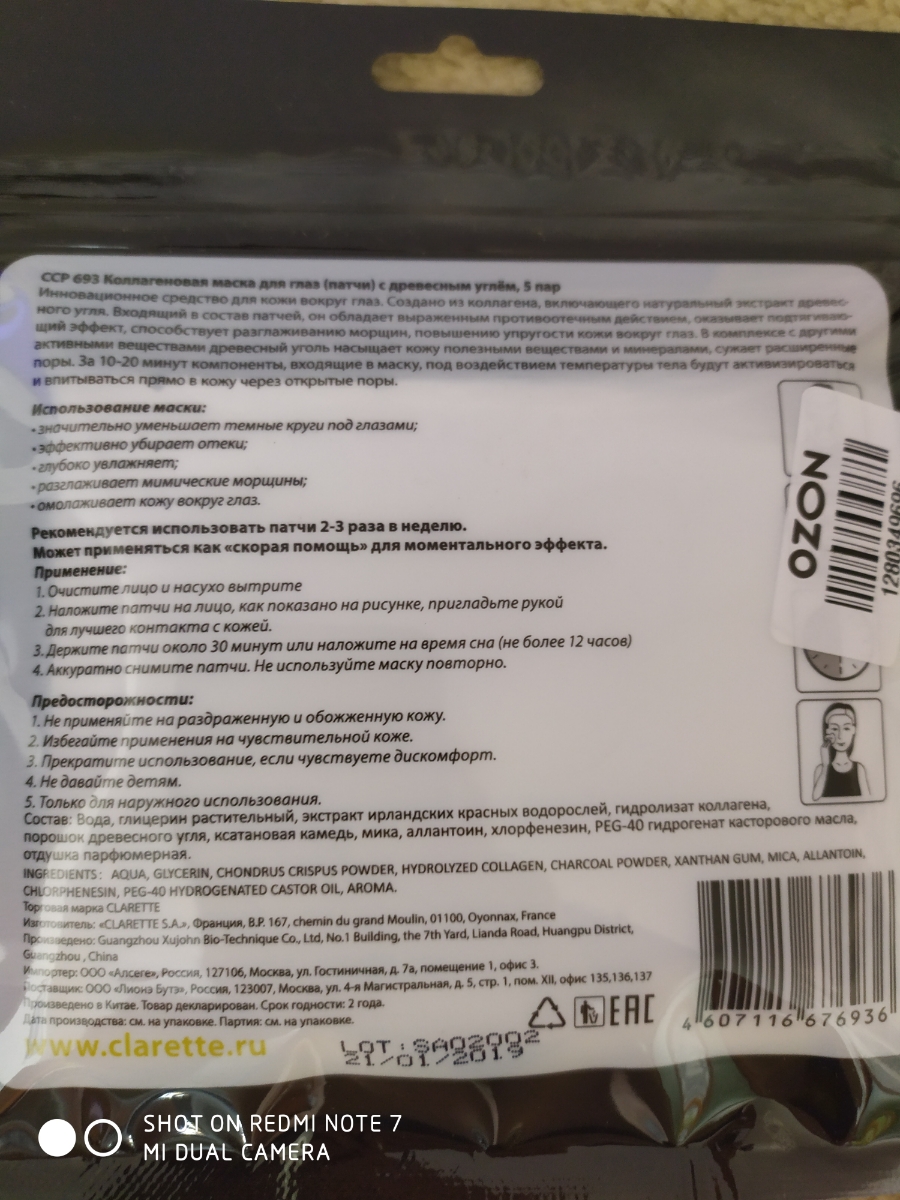 ССР 693 Коллагеновая маска для глаз (патчи) с древесным углём, 5 пар
Инновационное средство для кожи вокруг глаз. Создано из коллагена, включающего натуральный экстракт древес-
ного угля. Входящий в состав патчей, он обладает выраженным противоотечным действием, оказывает подтягиваю-
щий эффект, способствует разглаживанию морщин, повышению упругости кожи вокруг глаз. В комплексе с другими
активными веществами древесный уголь насыщает кожу полезными веществами и минералами, сужает расширенные
поры. За 10-20 минут компоненты, входящие в маску, под воздействием температуры тела будут активизироваться
и впитываться прямо в кожу через открытые поры.
Использование маски:
• значительно уменьшает темные круги под глазами;
• эффективно убирает отеки;
• глубоко увлажняет;
• разглаживает мимические морщины;
• омолаживает кожу вокруг глаз.
Рекомендуется использовать патчи 2-3 раза в неделю.
Может применяться как «скорая помощь» для моментального эффекта.
Применение:
1. Очистите лицо и насухо вытрите
2. Наложите патчи на лицо, как показано на рисунке, пригладьте рукой
для лучшего контакта с кожей.
3. Держите патчи около 30 минут или наложите на время сна (не более 12 часов)
4. Аккуратно снимите патчи. Не используйте маску повторно.
Предосторожности:
1. Не применяйте на раздраженную и обожженную кожу.
2. Избегайте применения на чувствительной коже.
3. Прекратите использование, если чувствуете дискомфорт.
4. Не давайте детям.
5. Только для наружного использования.
Состав: Вода, глицерин растительный, экстракт ирландских красных водорослей, гидролизат коллагена,
порошок древесного угля, ксатановая камедь, мика, аллантоин, хлорфенезин, PEG-40 гидрогенат касторового масла,
отдушка парфюмерная.
INGREDIENTS: AQUA, GLYCERIN, CHONDRUS CRISPUS POWDER, HYDROLYZED COLLAGEN, CHARCOAL POWDER, XANTHAN GUM, MICA, ALLANTOIN,
CHLORPHENESIN, PEG-40 HYDROGENATED CASTOR OIL, AROMA.
Торговая марка CLARETTE
Изготовитель: «CLARETTE S.A.», Франция, B.P. 167, chemin du grand Moulin, 01100, Oyonnax, France
Произведено: Guangzhou Xujohn Bio-Technique Co., Ltd, No.1 Building, the 7th Yard, Lianda Road, Huangpu District,
Guangzhou , China
Импортер: ООО «Алсеге», Россия, 127106, Москва, ул. Гостиничная, д. 7а, помещение 1, офис 3.
Поставщик: ООО «Лионэ Бутэ», Россия, 123007, Москва, ул. 4-я Магистральная, д. 5, стр. 1, пом. XII, офис 135,136,137
Произведено в Китае. Товар декларирован. Срок годности: 2 года.
Дата производства: см. на упаковке. Партия: см. на упаковке.
www.clarette.ru
LOT:SA02002
21/01/2019
EAC
4 607116 676936
OZON
SHOT ON REDMI NOTE 7
MI DUAL CAMERA